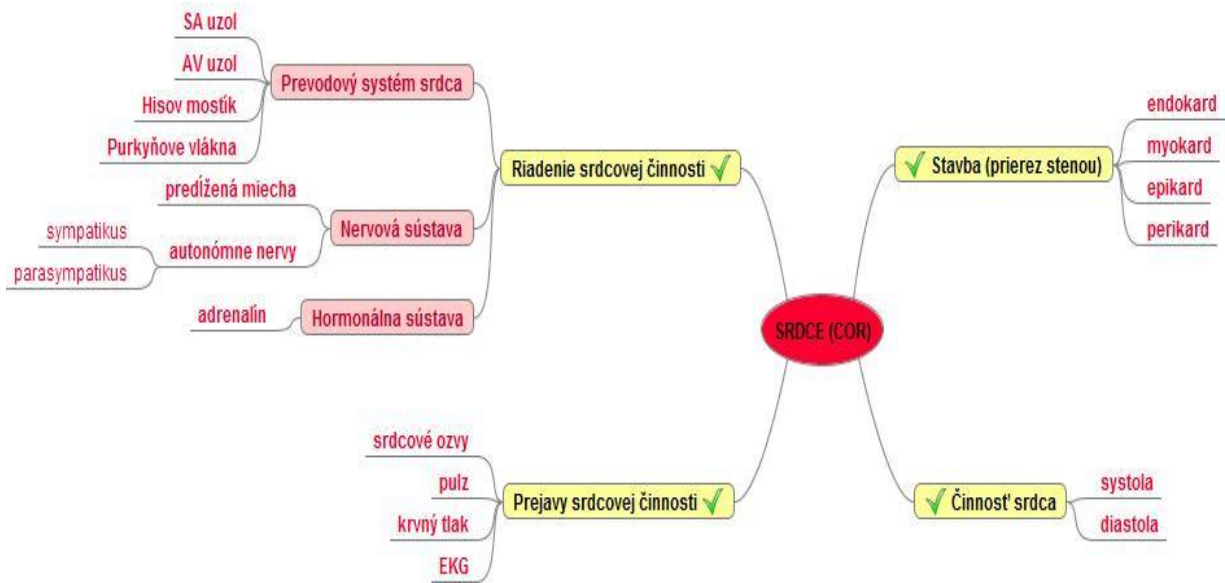 SA uzol
AV uzol
Hisov mostík
Purkyňove vlákna
Prevodový systém srdca
predĺžená miecha
sympatikus
parasympatikus
autonómne nervy
Nervová sústava
adrenalín
Hormonálna sústava
Riadenie srdcovej činnosti
srdcové ozvy
pulz
krvný tlak
EKG
Prejavy srdcovej činnosti
SRDCE (COR)
Stavba (prierez stenou)
endokard
myokard
epikard
perikard
Činnosť srdca
systola
diastola